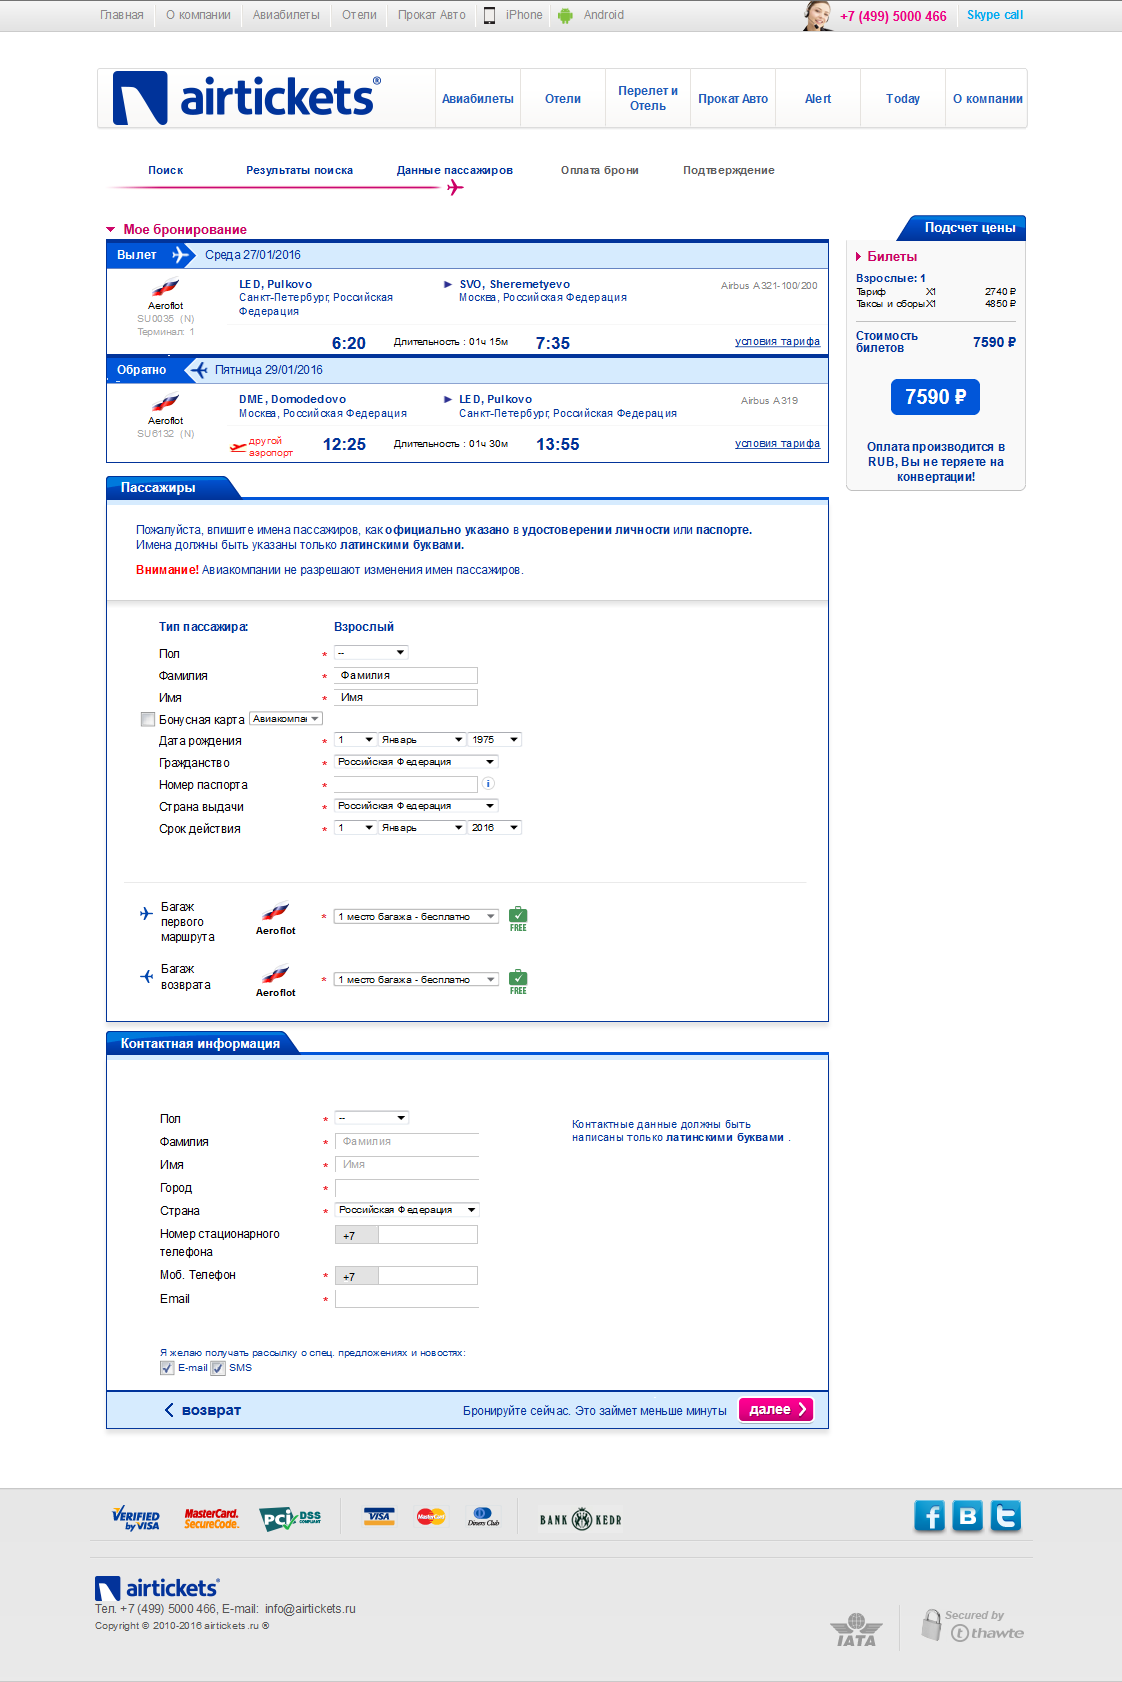 Главная О компании Авиабилеты Отели Прокат Авто iPhone Android +7 (499) 5000 466 Skype call
airtickets®
Авиабилеты Отели Перелет и Отель Прокат Авто Alert Today О компании
Поиск Результаты поиска Данные пассажиров Оплата брони Подтверждение
Мое бронирование
Вылет Среда 27/01/2016
LED, Pulkovo SVO, Sheremetyevo Airbus A321-100/200
Санкт-Петербург, Российская Федерация Москва, Российская Федерация
Aeroflot
SU0035 (N)
Терминал: 1
6:20 Длительность : 01ч 15м 7:35 условия тарифа
Обратно Пятница 29/01/2016
DME, Domodedovo LED, Pulkovo Airbus A319
Москва, Российская Федерация Санкт-Петербург, Российская Федерация
Aeroflot
SU6132 (N)
другой аэропорт 12:25 Длительность : 01ч 30м 13:55 условия тарифа
Подсчет цены
Билеты
Взрослые: 1
Тариф X1 2740 ₽
Таксы и сборы X1 4850 ₽
Стоимость билетов 7590 ₽
7590 ₽
Оплата производится в
RUB, Вы не теряете на
конвертации!
Пассажиры
Пожалуйста, впишите имена пассажиров, как официально указано в удостоверении личности или паспорте.
Имена должны быть указаны только латинскими буквами.
Внимание! Авиакомпании не разрешают изменения имен пассажиров.
Тип пассажира: Взрослый
Пол * --
Фамилия * Фамилия
Имя * Имя
Бонусная карта Авиакомпан
Дата рождения * 1 Январь 1975
Гражданство * Российская Федерация
Номер паспорта * i
Страна выдачи * Российская Федерация
Срок действия * 1 Январь 2016
Багаж
первого
маршрута
Aeroflot * 1 место багажа - бесплатно FREE
Багаж
возврата
Aeroflot * 1 место багажа - бесплатно FREE
Контактная информация
Пол * --
Фамилия * Фамилия
Имя * Имя
Город *
Страна * Российская Федерация
Номер стационарного
телефона +7
Моб. Телефон * +7
Email *
Контактные данные должны быть
написаны только латинскими буквами .
Я желаю получать рассылку о спец. предложениях и новостях:
E-mail SMS
возврат Бронируйте сейчас. Это займет меньше минуты далее
VERIFIED by VISA MasterCard. SecureCode. PCI DSS COMPLIANT VISA MasterCard Diners Club BANK KEDR f B t
airtickets®
Тел. +7 (499) 5000 466, E-mail: info@airtickets.ru
Copyright © 2010-2016 airtickets.ru ®
IATA
Secured by
thawte